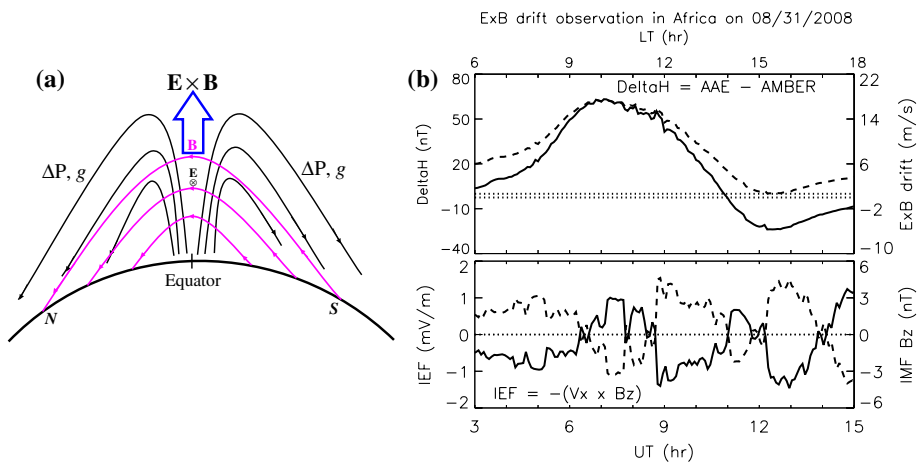 (a)
E×B
B
E
⊗
ΔP, g
ΔP, g
Equator
N
S
(b)
ExB drift observation in Africa on 08/31/2008
LT (hr)
6 9 12 15 18
DeltaH = AAE − AMBER
DeltaH (nT)
80
50
20
−10
−40
ExB drift (m/s)
22
14
6
−2
−10
IEF (mV/m)
2
1
0
−1
−2
IMF Bz (nT)
6
3
0
−3
−6
IEF = −(Vx x Bz)
3 6 9 12 15
UT (hr)